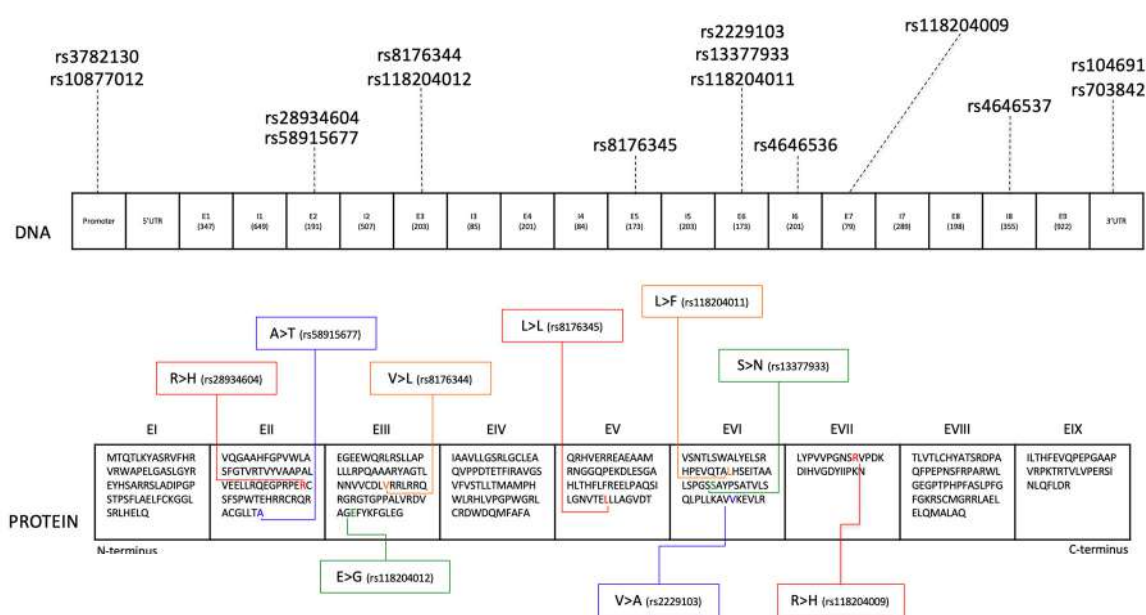 rs3782130
rs10877012
rs28934604
rs58915677
rs8176344
rs118204012
rs8176345
rs2229103
rs13377933
rs118204011
rs4646536
rs118204009
rs4646537
rs104691
rs703842
DNA
Promoter
5'UTR
E1
(347)
I1
(649)
E2
(191)
I2
(507)
E3
(203)
I3
(85)
E4
(201)
I4
(84)
E5
(173)
I5
(203)
E6
(173)
I6
(201)
E7
(79)
I7
(289)
E8
(198)
I8
(355)
E9
(922)
3'UTR
A>T (rs58915677)
R>H (rs28934604)
V>L (rs8176344)
L>L (rs8176345)
L>F (rs118204011)
S>N (rs13377933)
PROTEIN
EI
MTQTLKYASRVFHR
VRWAPELGASLGYR
EYHSARRSLADIPGP
STPSFLAELFCKGGL
SRLHELQ
EII
VQGAAHFGPVWLA
SFGTVRTVYVAAPAL
VEELLRQEGPRPERC
SFSPWTEHRRCRQR
ACGLLTA
EIII
EGEEWQRLRSLLAP
LLLRPQAAARYAGTL
NNVVCDLVRRLRRQ
RGRGTGPPALVRDV
AGEFYKFGLEG
EIV
IAAVLLGSRLGCLEA
QVPPDTETFIRAVGS
VFVSTLLTMAMPH
WLRHLVPGPWGRL
CRDWDQMFAFA
EV
QRHVERREAEAAM
RNGGQPEKDLESGA
HLTHFLFREELPAQSI
LGNVTELLLAGVDT
EVI
VSNTLSWALYELSR
HPEVQTALHSEITAA
LSPGSSAYPSATVLS
QLPLLKAVVKEVLR
EVII
LYPVVPGNSRVPDK
DIHVGDYIIPKN
EVIII
TLVTLCHYATSRDPA
QFPEPNSFRPARWL
GEGPTPHPFASLPFG
FGKRSCMGRRLAEL
ELQMALAQ
EIX
ILTHFEVQPEPGAAP
VRPKTRTVLVPERSI
NLQFLDR
N-terminus
C-terminus
E>G (rs118204012)
V>A (rs2229103)
R>H (rs118204009)